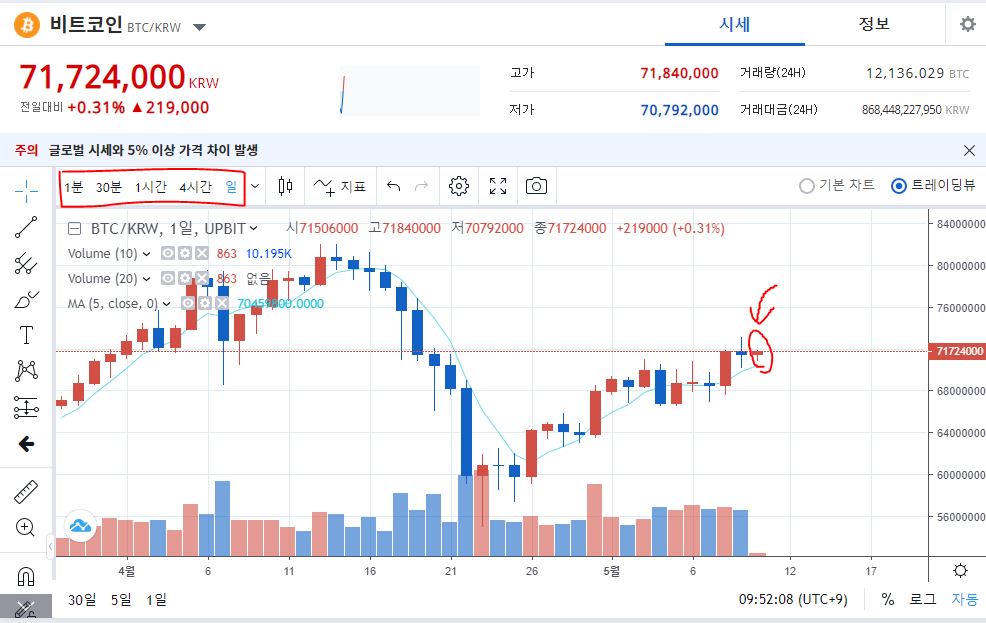 비트코인 BTC/KRW
시세 정보
71,724,000 KRW
전일대비 +0.31% ▲219,000
고가 71,840,000 거래량(24H) 12,136.029 BTC
저가 70,792,000 거래대금(24H) 868,448,227,950 KRW
주의 글로벌 시세와 5% 이상 가격 차이 발생
1분 30분 1시간 4시간 일 지표 기본 차트 트레이딩뷰
BTC/KRW, 1일, UPBIT 시71506000 고71840000 저70792000 종71724000 +219000 (+0.31%)
Volume (10) 863 10.195K
Volume (20) 863 없음
MA (5, close, 0) 70459800.0000
84000000
80000000
76000000
71724000
68000000
64000000
60000000
56000000
4월 6 11 16 21 26 5월 6 12 17
30일 5일 1일 09:52:08 (UTC+9) % 로그 자동